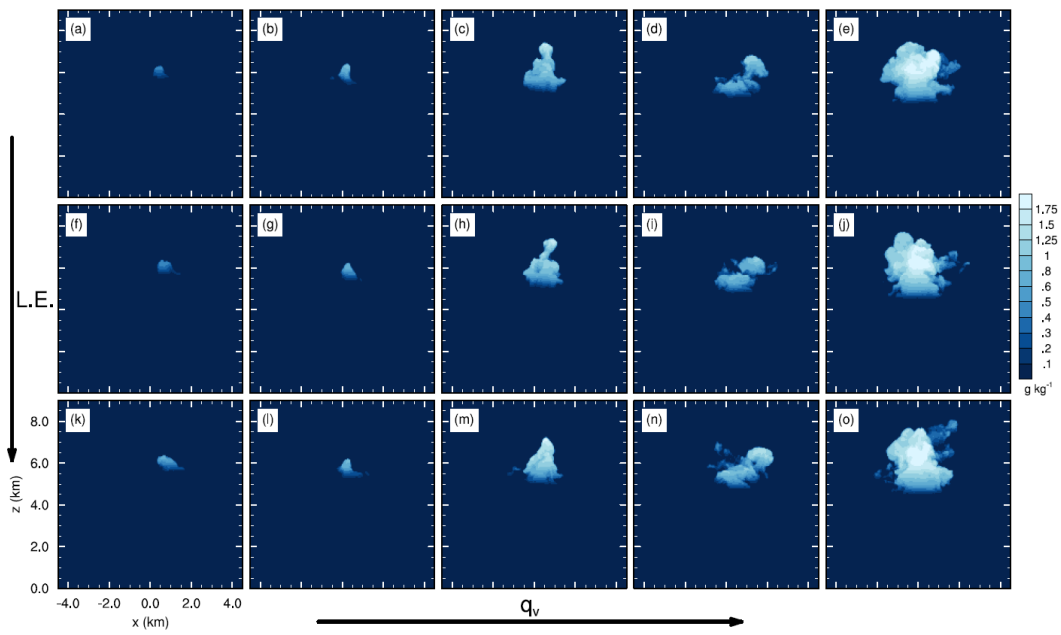 (a)
(b)
(c)
(d)
(e)
(f)
(g)
(h)
(i)
(j)
L.E.
1.75
1.5
1.25
1
.8
.6
.5
.4
.3
.2
.1
g kg⁻¹
(k)
(l)
(m)
(n)
(o)
8.0
6.0
4.0
2.0
0.0
z (km)
-4.0 -2.0 0.0 2.0 4.0
x (km)
qᵥ